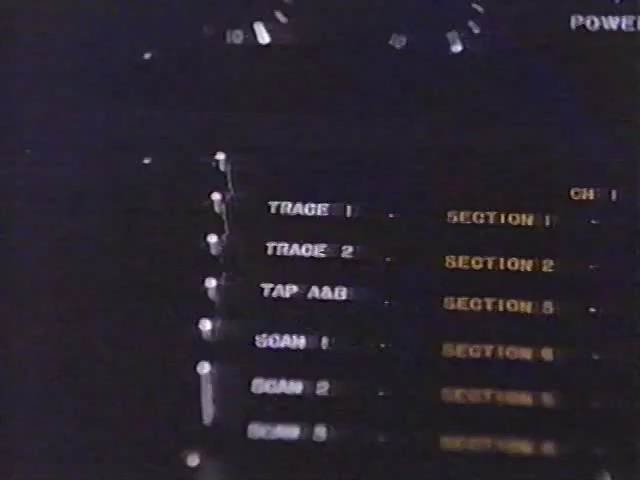 10
POWE
CH 1
TRACE 1 SECTION 1
TRACE 2 SECTION 2
TAP A&B SECTION
SCAN 1 SECTION
SCAN 2 SECTION
SCAN 3 SECTION